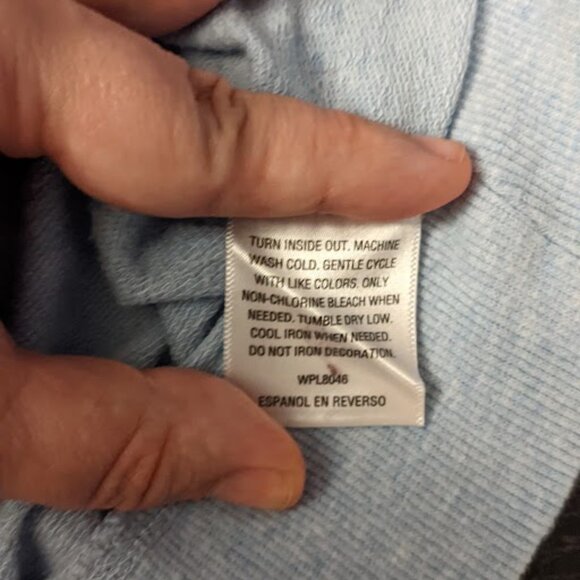 TURN INSIDE OUT. MACHINE
WASH COLD. GENTLE CYCLE
WITH LIKE COLORS. ONLY
NON-CHLORINE BLEACH WHEN
NEEDED. TUMBLE DRY LOW.
COOL IRON WHEN NEEDED.
DO NOT IRON DECORATION.
WPL8046
ESPANOL EN REVERSO